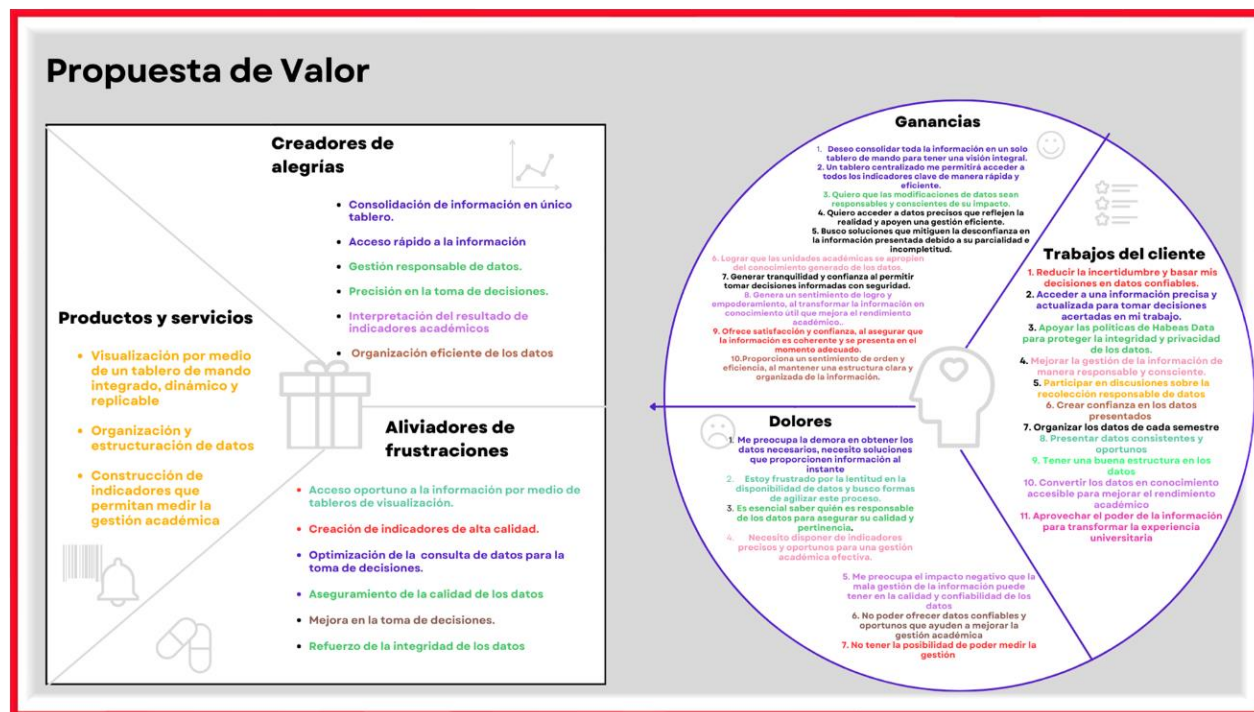 Propuesta de Valor
Creadores de
alegrías
• Consolidación de información en único
tablero.
• Acceso rápido a la información
• Gestión responsable de datos.
• Precisión en la toma de decisiones.
• Interpretación del resultado de
indicadores académicos
• Organización eficiente de los datos
Productos y servicios
• Visualización por medio
de un tablero de mando
integrado, dinámico y
replicable
• Organización y
estructuración de datos
• Construcción de
indicadores que
permitan medir la
gestión académica
Aliviadores de
frustraciones
• Acceso oportuno a la información por medio de
tableros de visualización.
• Creación de indicadores de alta calidad.
• Optimización de la consulta de datos para la
toma de decisiones.
• Aseguramiento de la calidad de los datos
• Mejora en la toma de decisiones.
• Refuerzo de la integridad de los datos
Ganancias
1. Deseo consolidar toda la información en un solo
tablero de mando para tener una visión integral.
2. Un tablero centralizado me permitirá acceder a
todos los indicadores clave de manera rápida y
eficiente.
3. Quiero que las modificaciones de datos sean
responsables y conscientes de su impacto.
4. Quiero acceder a datos precisos que reflejen la
realidad y apoyen una gestión eficiente.
5. Busco soluciones que mitiguen la desconfianza en
la información presentada debido a su parcialidad e
incompletitud.
6. Lograr que las unidades académicas se apropien
del conocimiento generado de los datos.
7. Generar tranquilidad y confianza al permitir
tomar decisiones informadas con seguridad.
8. Genera un sentimiento de logro y
empoderamiento, al transformar la información en
conocimiento útil que mejora el rendimiento
académico..
9. Ofrece satisfacción y confianza, al asegurar que
la información es coherente y se presenta en el
momento adecuado.
10.Proporciona un sentimiento de orden y
eficiencia, al mantener una estructura clara y
organizada de la información.
Trabajos del cliente
1. Reducir la incertidumbre y basar mis
decisiones en datos confiables.
2. Acceder a una información precisa y
actualizada para tomar decisiones
acertadas en mi trabajo.
3. Apoyar las políticas de Habeas Data
para proteger la integridad y privacidad
de los datos.
4. Mejorar la gestión de la información de
manera responsable y consciente.
5. Participar en discusiones sobre la
recolección responsable de datos
6. Crear confianza en los datos
presentados
7. Organizar los datos de cada semestre
8. Presentar datos consistentes y
oportunos
9. Tener una buena estructura en los
datos
10. Convertir los datos en conocimiento
accesible para mejorar el rendimiento
académico
11. Aprovechar el poder de la información
para transformar la experiencia
universitaria
Dolores
1. Me preocupa la demora en obtener los
datos necesarios, necesito soluciones
que proporcionen información al
instante
2. Estoy frustrado por la lentitud en la
disponibilidad de datos y busco formas
de agilizar este proceso.
3. Es esencial saber quién es responsable
de los datos para asegurar su calidad y
pertinencia.
4. Necesito disponer de indicadores
precisos y oportunos para una gestión
académica efectiva.
5. Me preocupa el impacto negativo que la
mala gestión de la información puede
tener en la calidad y confiabilidad de los
datos
6. No poder ofrecer datos confiables y
oportunos que ayuden a mejorar la
gestión académica
7. No tener la posibilidad de poder medir la
gestión